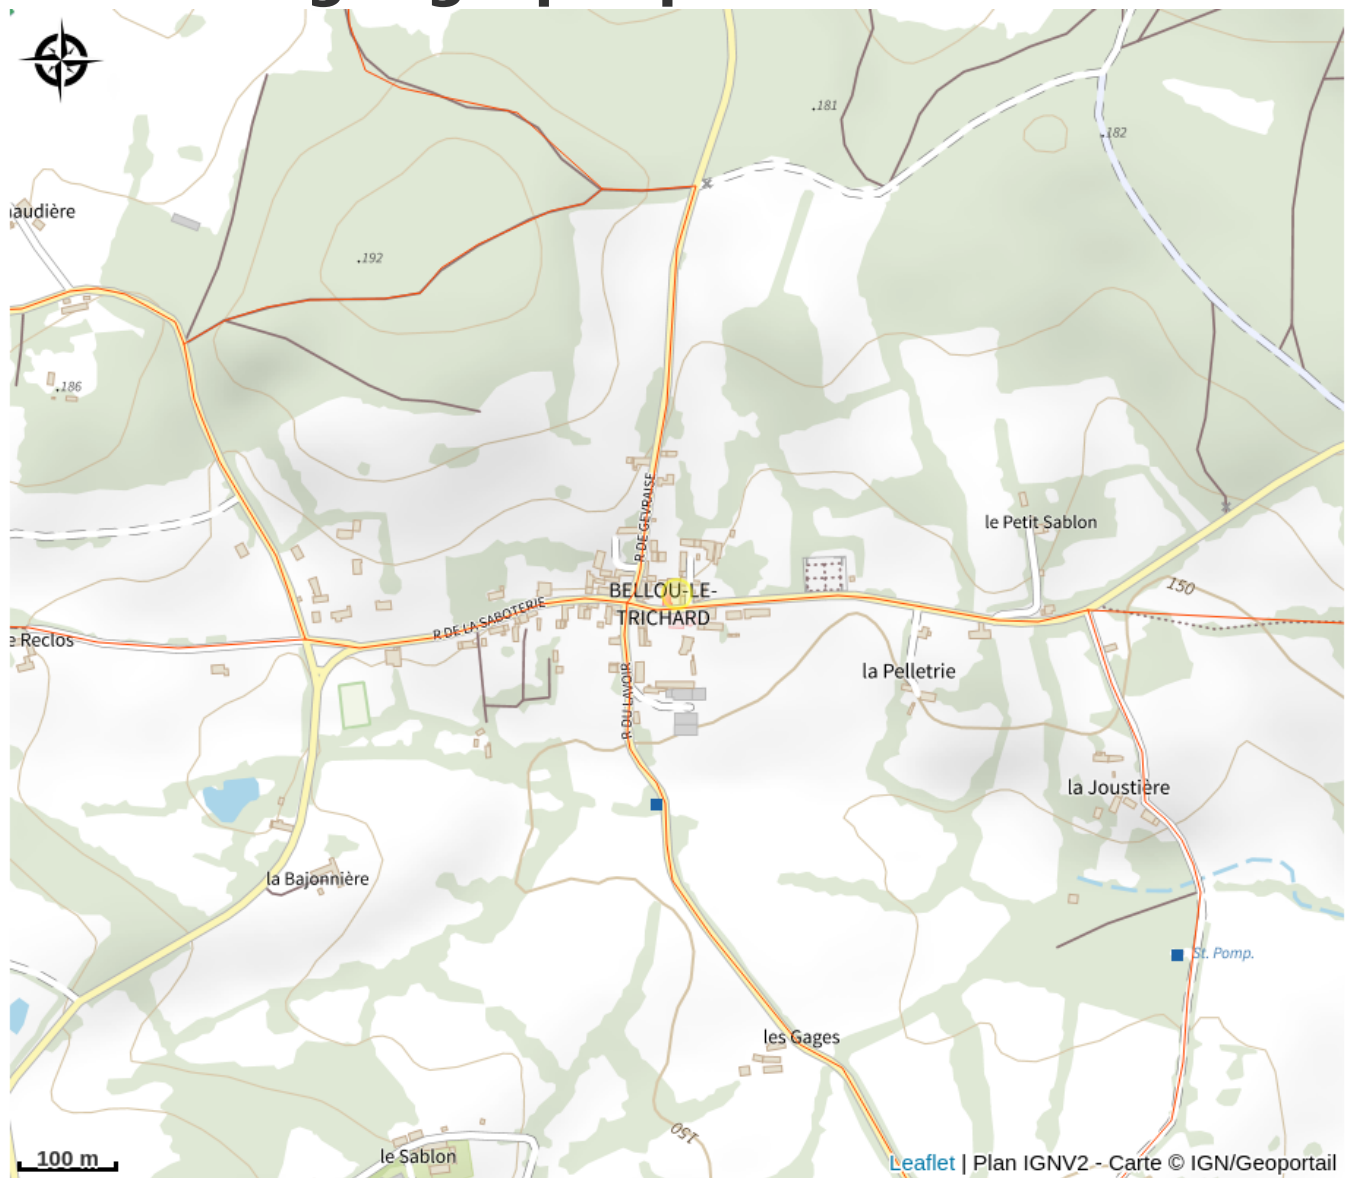 .181
.182
audière
.192
.186
le Petit Sablon
R DE GEVRAISE
150
BELLOU-LE-
TRICHARD
R DE LA SABOTERIE
e Reclos
la Pelletrie
R DU LAVOIR
la Joustière
la Bajonnière
St. Pomp.
les Gages
150
le Sablon
100 m
Leaflet | Plan IGNV2 - Carte © IGN/Geoportail